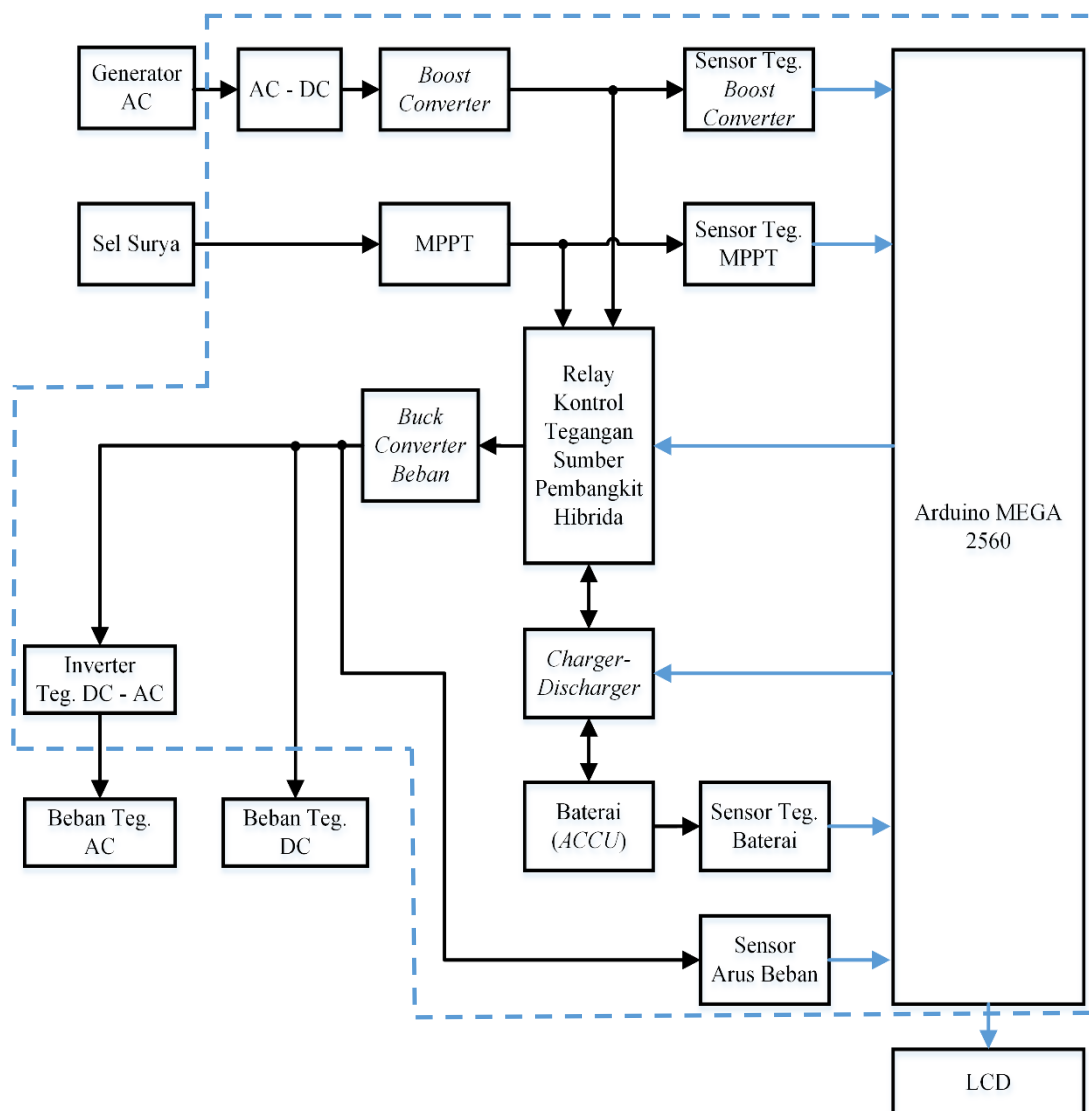 Generator
AC
AC - DC
Boost
Converter
Sensor Teg.
Boost
Converter
Sel Surya
MPPT
Sensor Teg.
MPPT
Relay
Kontrol
Tegangan
Sumber
Pembangkit
Hibrida
Buck
Converter
Beban
Arduino MEGA
2560
Inverter
Teg. DC - AC
Charger-
Discharger
Beban Teg.
AC
Beban Teg.
DC
Baterai
(ACCU)
Sensor Teg.
Baterai
Sensor
Arus Beban
LCD